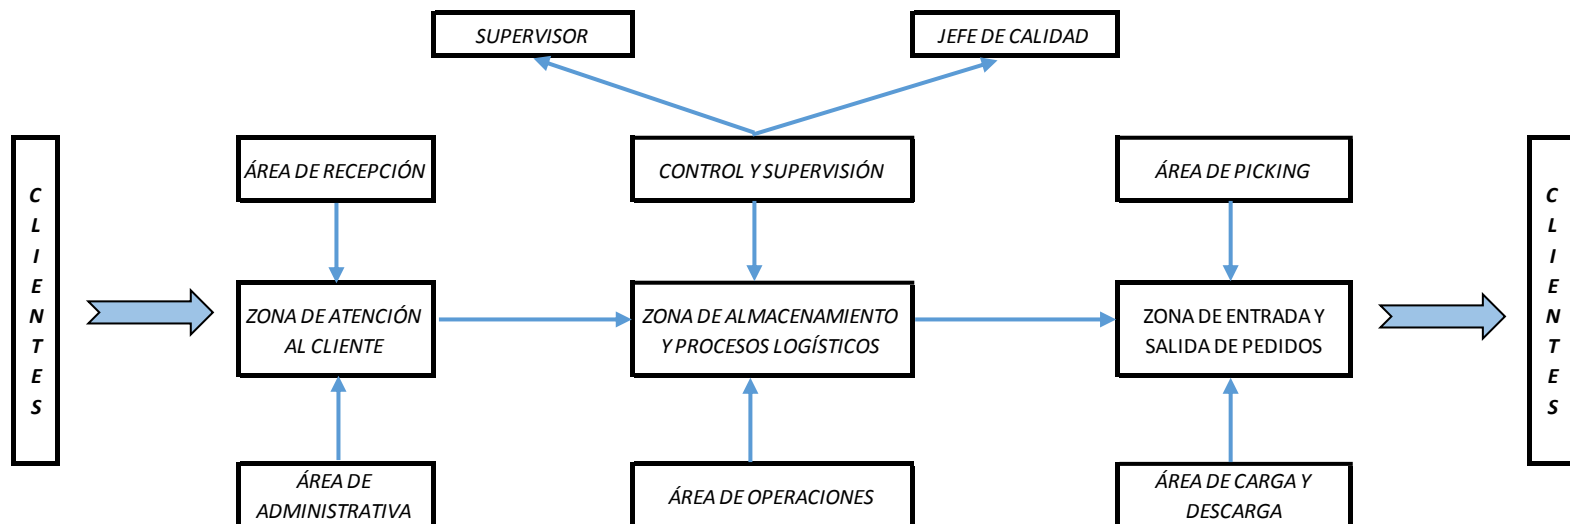 SUPERVISOR
JEFE DE CALIDAD
ÁREA DE RECEPCIÓN
CONTROL Y SUPERVISIÓN
ÁREA DE PICKING
C
L
I
E
N
T
E
S
ZONA DE ATENCIÓN
AL CLIENTE
ZONA DE ALMACENAMIENTO
Y PROCESOS LOGÍSTICOS
ZONA DE ENTRADA Y
SALIDA DE PEDIDOS
C
L
I
E
N
T
E
S
ÁREA DE
ADMINISTRATIVA
ÁREA DE OPERACIONES
ÁREA DE CARGA Y
DESCARGA